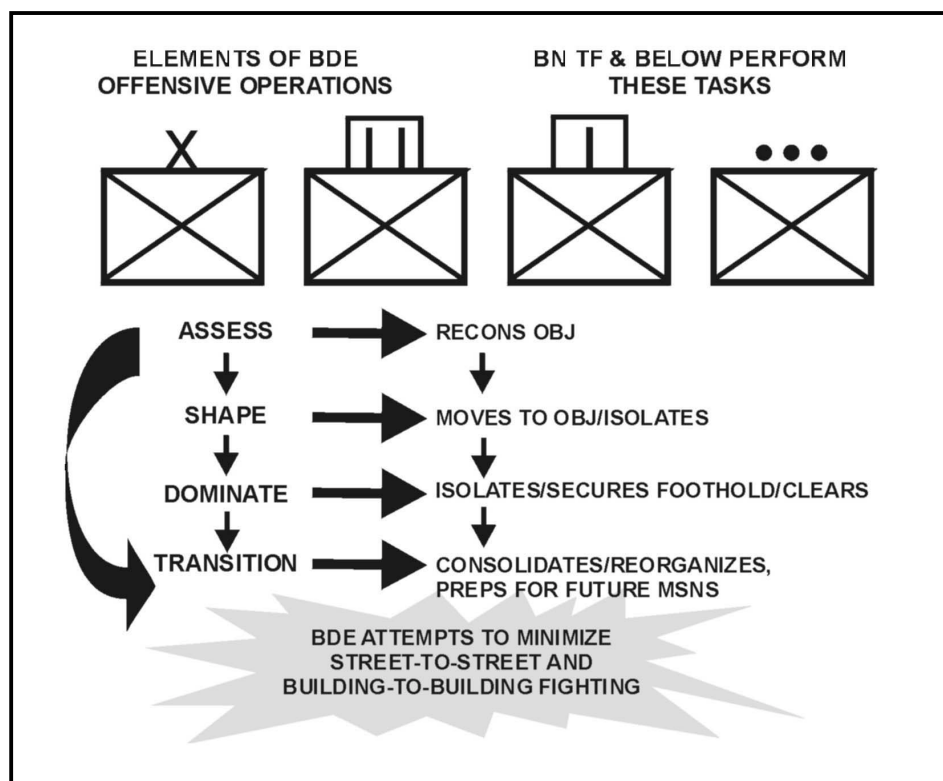 ELEMENTS OF BDE
OFFENSIVE OPERATIONS
BN TF & BELOW PERFORM
THESE TASKS
X
ASSESS
RECONS OBJ
SHAPE
MOVES TO OBJ/ISOLATES
DOMINATE
ISOLATES/SECURES FOOTHOLD/CLEARS
TRANSITION
CONSOLIDATES/REORGANIZES,
PREPS FOR FUTURE MSNS
BDE ATTEMPTS TO MINIMIZE
STREET-TO-STREET AND
BUILDING-TO-BUILDING FIGHTING